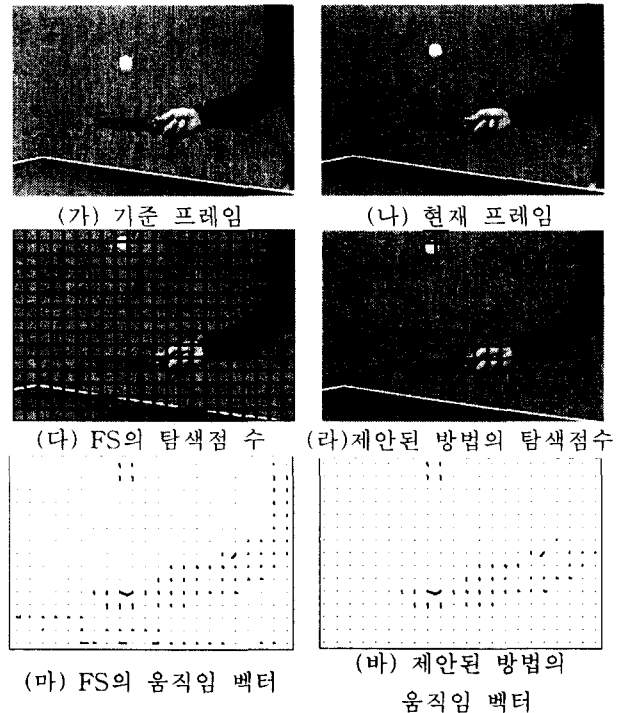 (가) 기준 프레임
(나) 현재 프레임
(다) FS의 탐색점 수
(라)제안된 방법의 탐색점수
(마) FS의 움직임 벡터
(바) 제안된 방법의
움직임 벡터